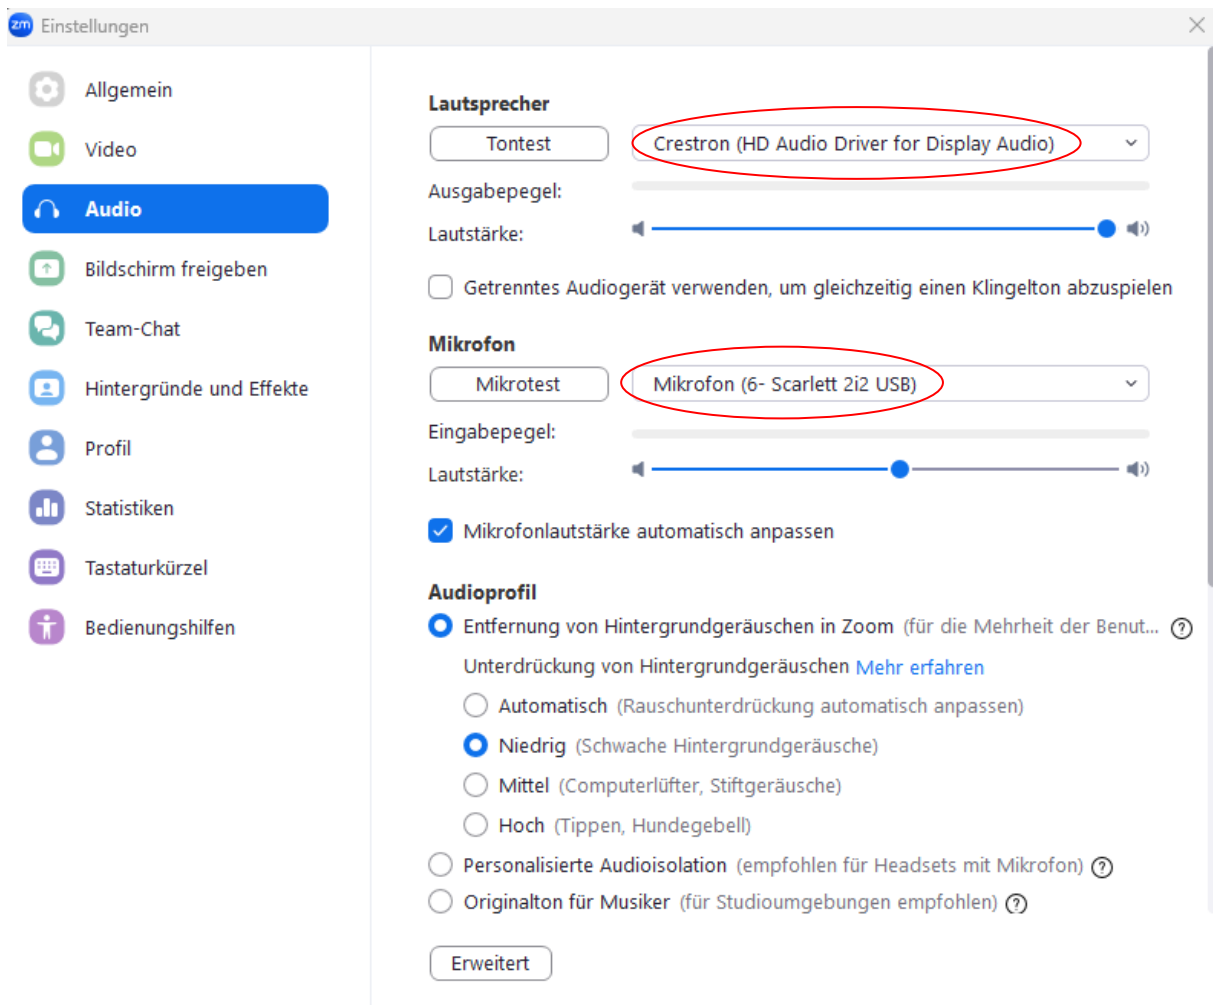 zm Einstellungen
Allgemein
Video
Audio
Bildschirm freigeben
Team-Chat
Hintergründe und Effekte
Profil
Statistiken
Tastaturkürzel
Bedienungshilfen
Lautsprecher
Tontest Crestron (HD Audio Driver for Display Audio)
Ausgabepegel:
Lautstärke:
Getrenntes Audiogerät verwenden, um gleichzeitig einen Klingelton abzuspielen
Mikrofon
Mikrotest Mikrofon (6- Scarlett 2i2 USB)
Eingabepegel:
Lautstärke:
Mikrofonlautstärke automatisch anpassen
Audioprofil
Entfernung von Hintergrundgeräuschen in Zoom (für die Mehrheit der Benut... ?
Unterdrückung von Hintergrundgeräuschen Mehr erfahren
Automatisch (Rauschunterdrückung automatisch anpassen)
Niedrig (Schwache Hintergrundgeräusche)
Mittel (Computerlüfter, Stiftgeräusche)
Hoch (Tippen, Hundegebell)
Personalisierte Audioisolation (empfohlen für Headsets mit Mikrofon) ?
Originalton für Musiker (für Studioumgebungen empfohlen) ?
Erweitert